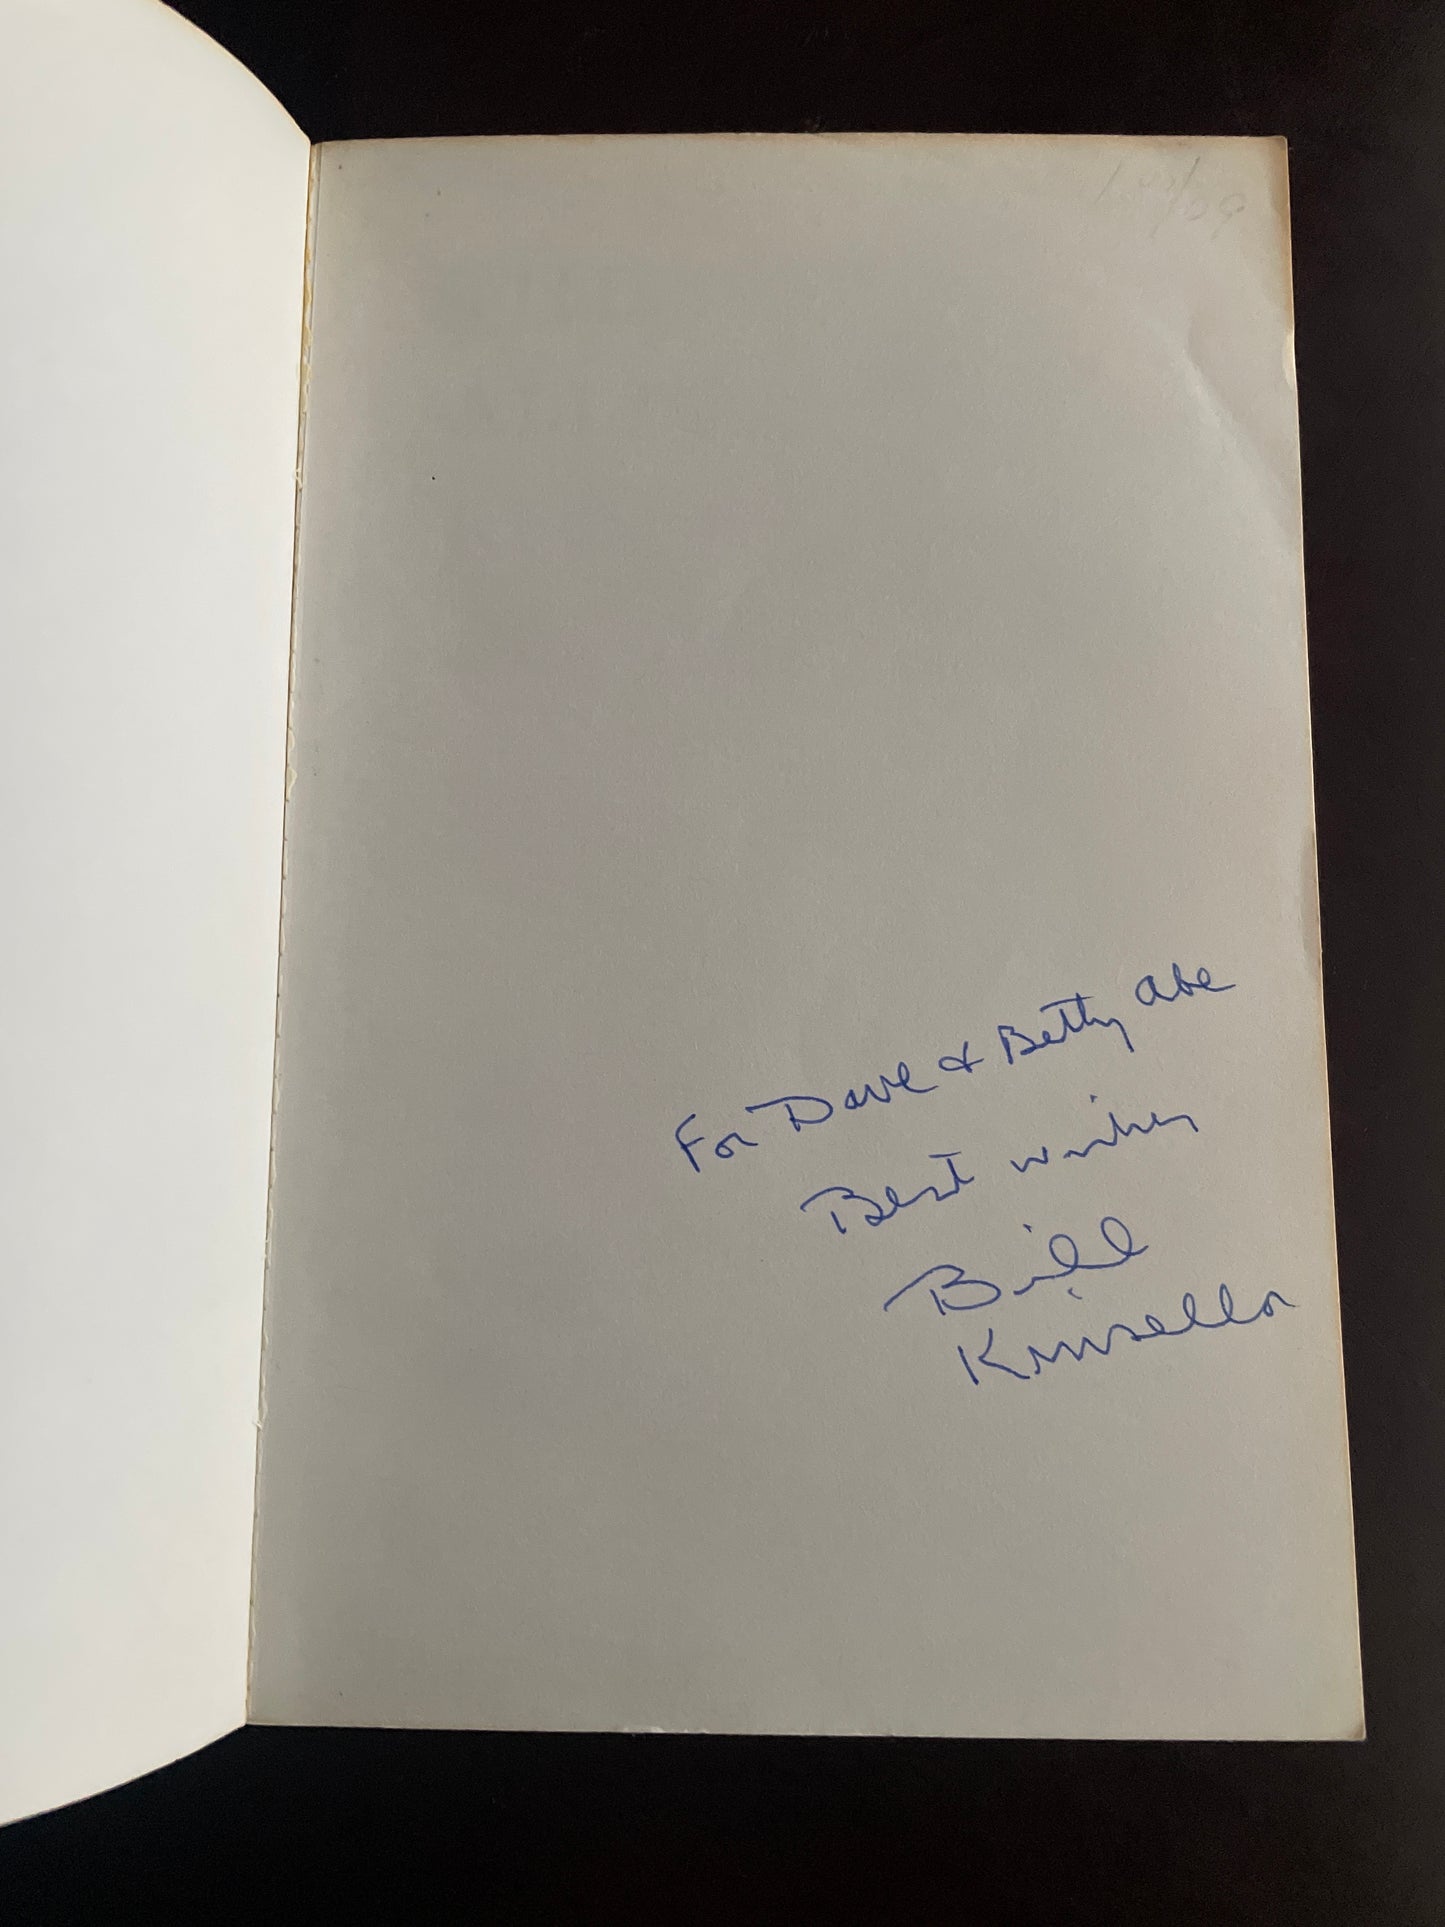 For Dave & Betty Abe
Best wishes
Bill
Kinsella